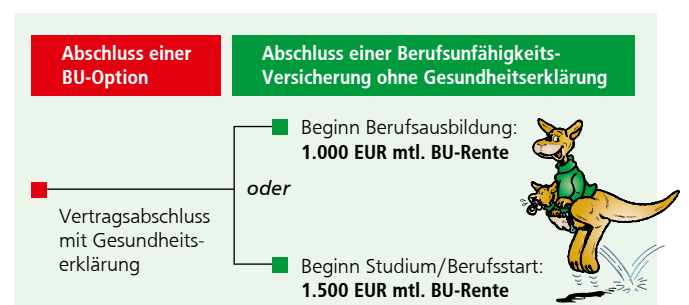 Abschluss einer
BU-Option
Abschluss einer Berufsunfähigkeits-
Versicherung ohne Gesundheitserklärung
Beginn Berufsausbildung:
1.000 EUR mtl. BU-Rente
oder
Vertragsabschluss
mit Gesundheits-
erklärung
Beginn Studium/Berufsstart:
1.500 EUR mtl. BU-Rente